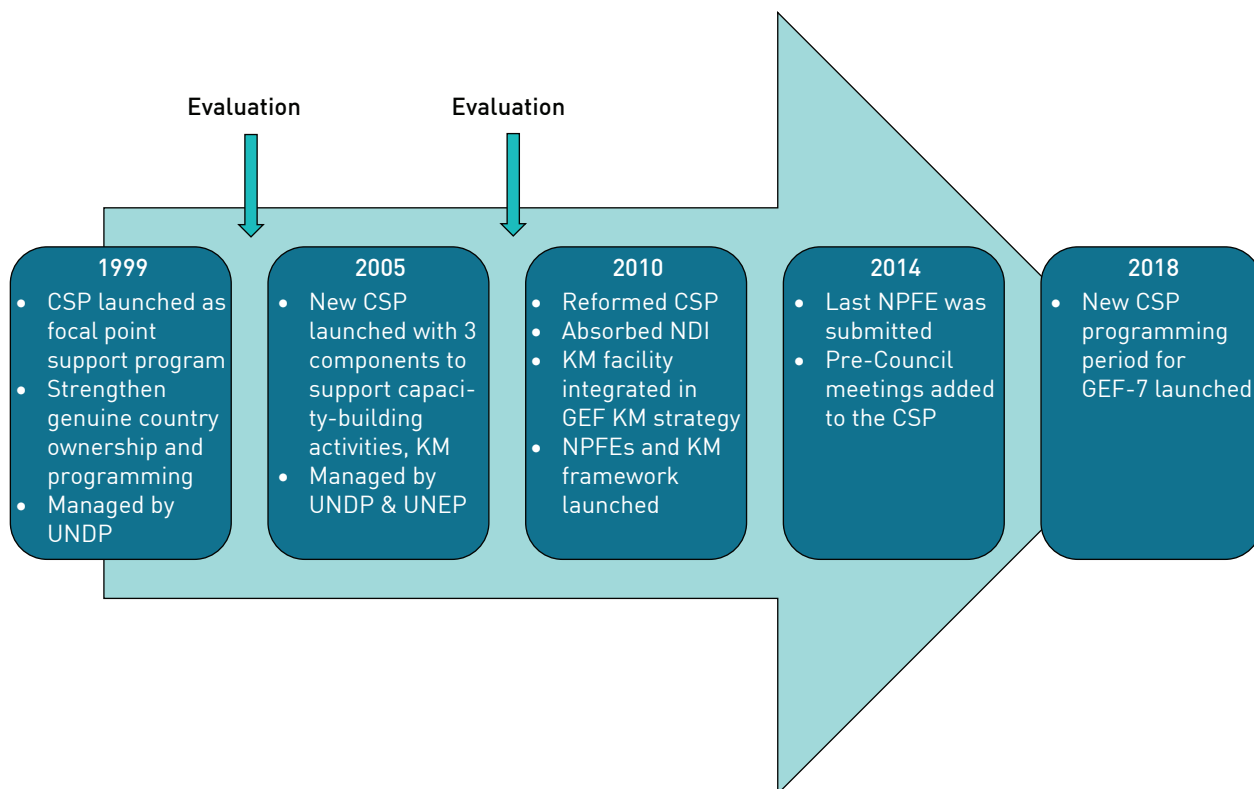 Evaluation
Evaluation
1999
• CSP launched as
focal point
support program
• Strengthen
genuine country
ownership and
programming
• Managed by
UNDP
2005
• New CSP
launched with 3
components to
support capaci-
ty-building
activities, KM
• Managed by
UNDP & UNEP
2010
• Reformed CSP
• Absorbed NDI
• KM facility
integrated in
GEF KM strategy
• NPFEs and KM
framework
launched
2014
• Last NPFE was
submitted
• Pre-Council
meetings added
to the CSP
2018
• New CSP
programming
period for
GEF-7 launched